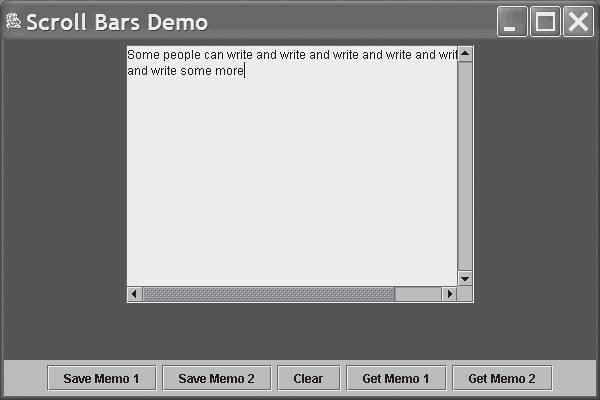 Scroll Bars Demo
Some people can write and write and write and write and writ
and write some more
Save Memo 1 Save Memo 2 Clear Get Memo 1 Get Memo 2